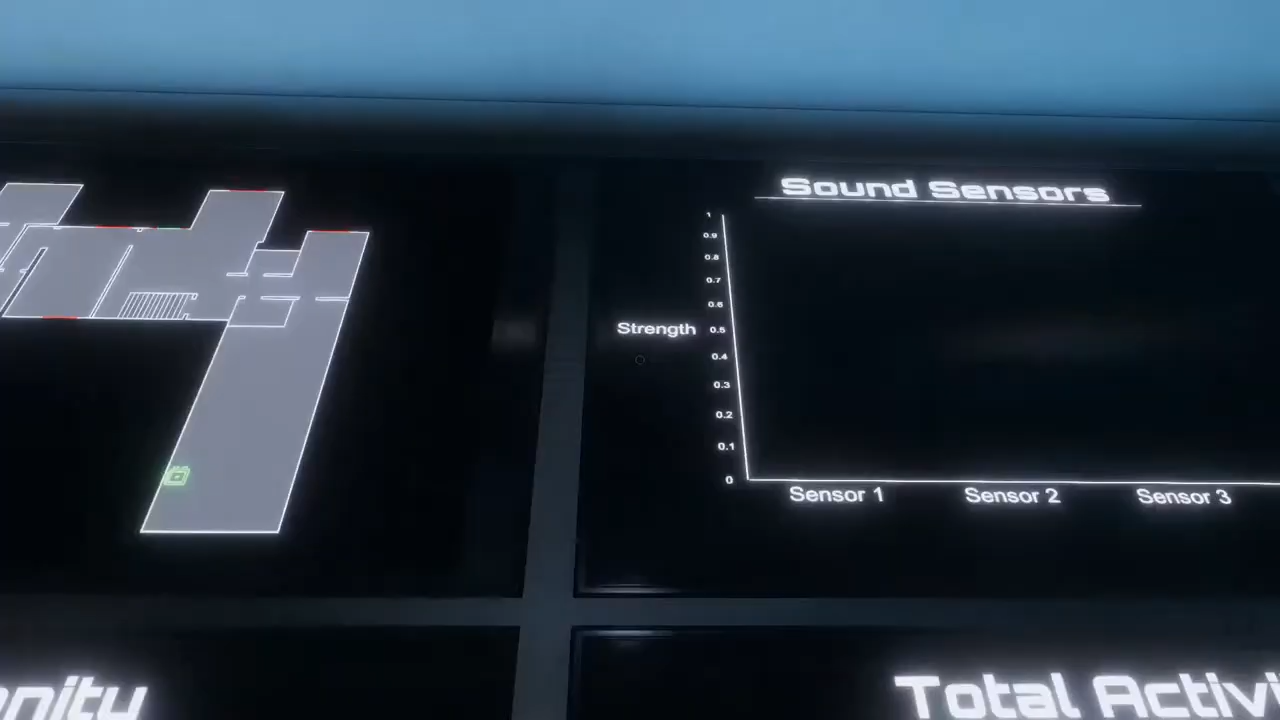 Sound Sensors
1
0.9
0.8
0.7
0.6
Strength 0.5
0.4
0.3
0.2
0.1
0
Sensor 1 Sensor 2 Sensor 3
nity
Total Activi